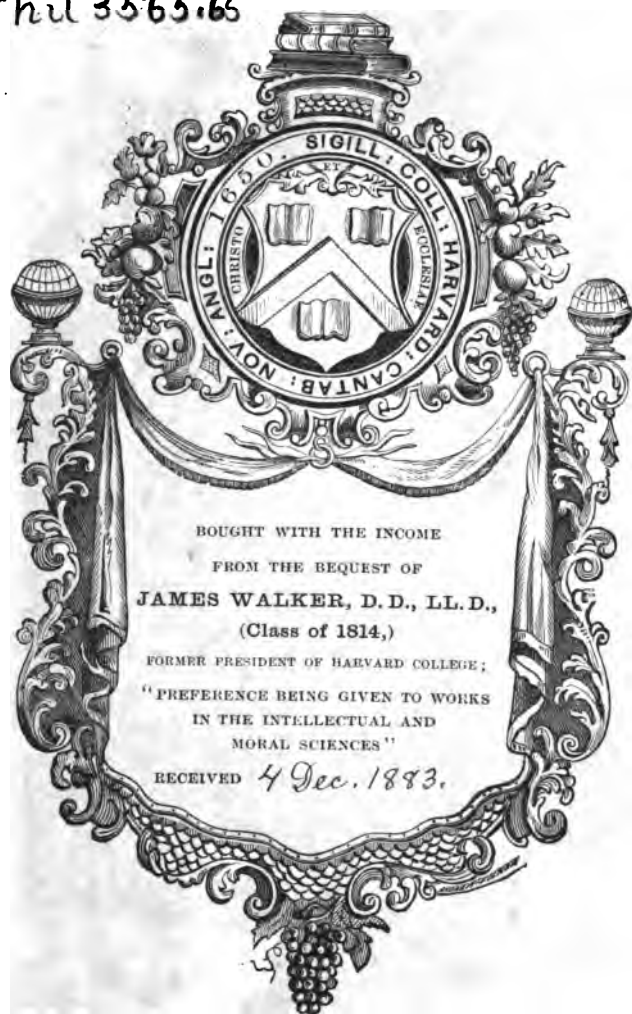 Phil 3565.65
SIGILL: COLL: HARVARD: CANTAB: NOV: ANGL: 1650.
ET
CHRISTO
ECCLESIAE
BOUGHT WITH THE INCOME
FROM THE BEQUEST OF
JAMES WALKER, D.D., LL.D.,
(Class of 1814,)
FORMER PRESIDENT OF HARVARD COLLEGE;
"PREFERENCE BEING GIVEN TO WORKS
IN THE INTELLECTUAL AND
MORAL SCIENCES"
RECEIVED 4 Dec. 1883.